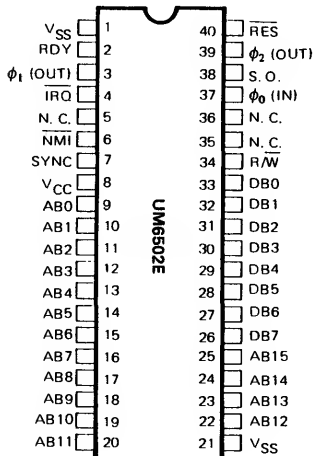 VSS 1 40 RES
RDY 2 39 ϕ2 (OUT)
ϕ1 (OUT) 3 38 S. O.
IRQ 4 37 ϕ0 (IN)
N. C. 5 36 N. C.
NMI 6 35 N. C.
SYNC 7 34 R/W
VCC 8 33 DB0
AB0 9 32 DB1
AB1 10 31 DB2
AB2 11 30 DB3
AB3 12 29 DB4
AB4 13 28 DB5
AB5 14 27 DB6
AB6 15 26 DB7
AB7 16 25 AB15
AB8 17 24 AB14
AB9 18 23 AB13
AB10 19 22 AB12
AB11 20 21 VSS
UM6502E